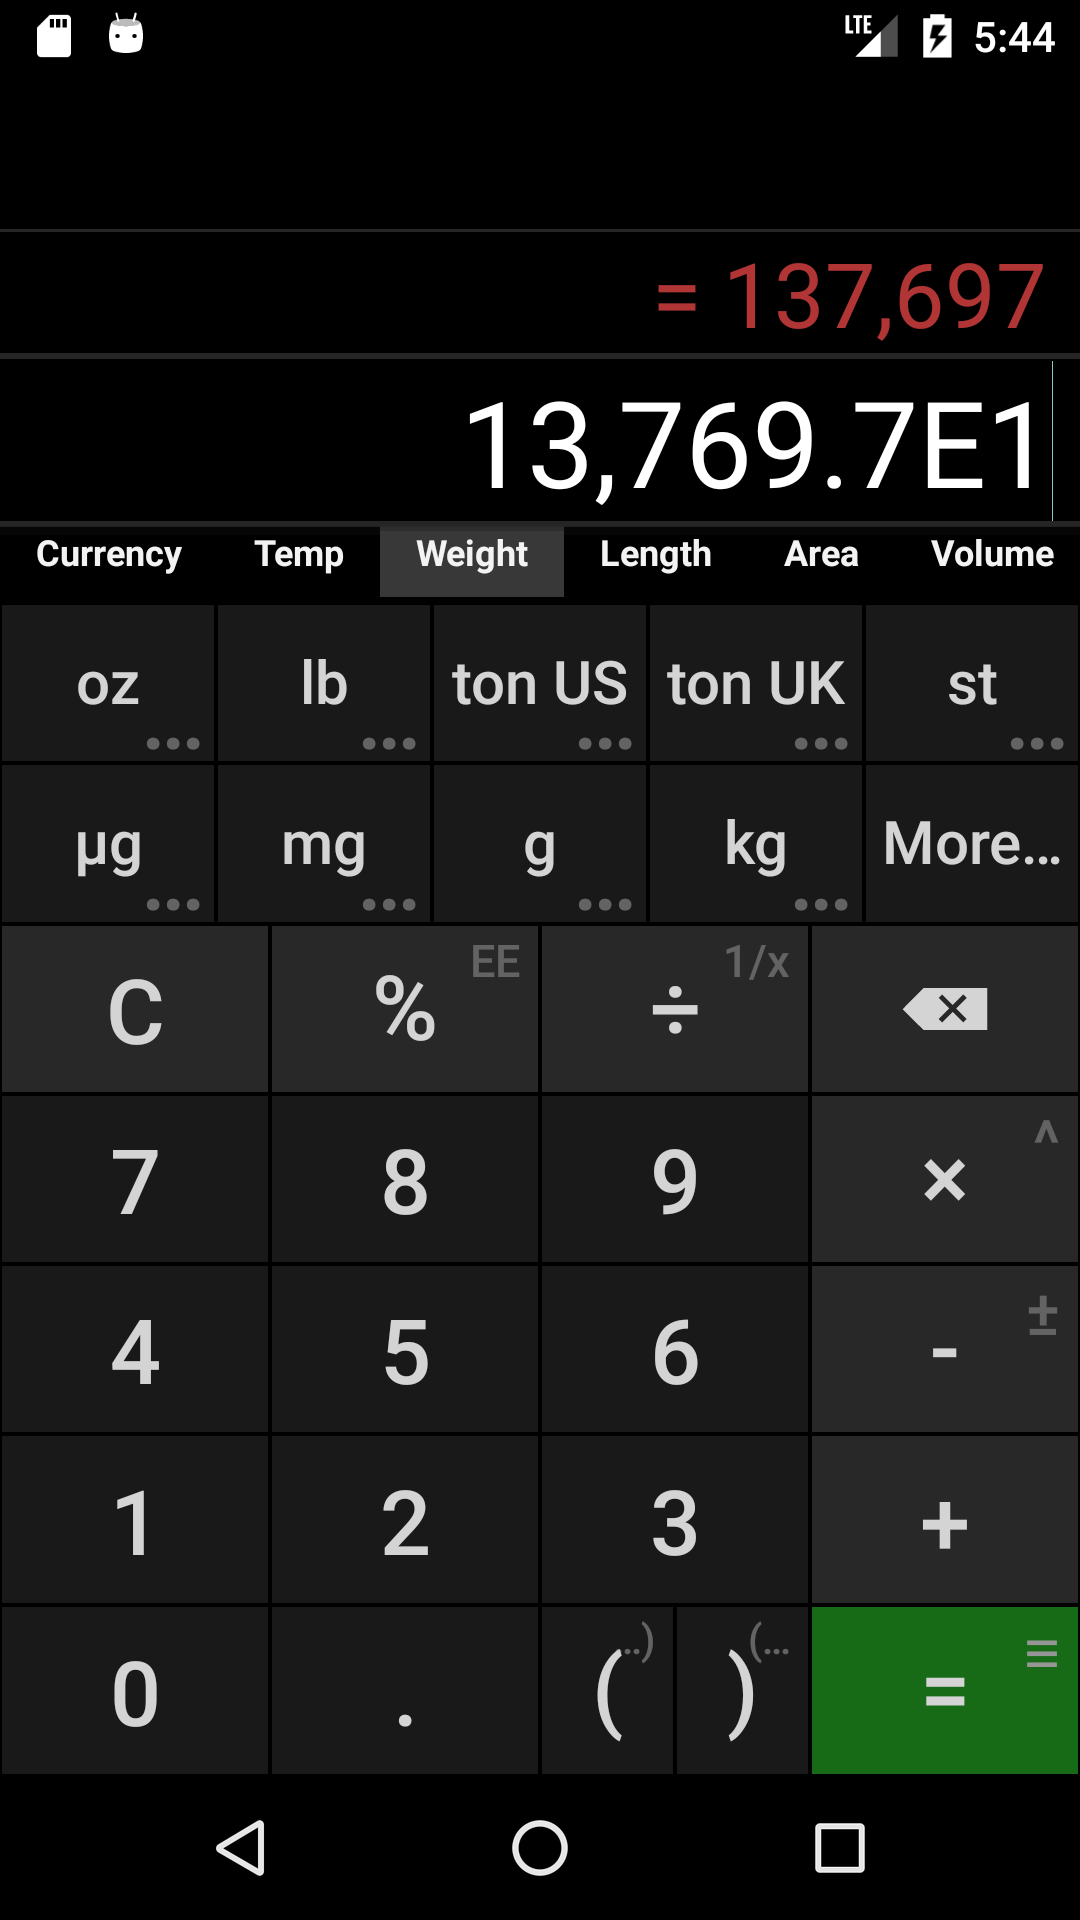 LTE 5:44
= 137,697
13,769.7E1
Currency Temp Weight Length Area Volume
oz lb ton US ton UK st
µg mg g kg More...
C % EE ÷ 1/x
7 8 9 × ^
4 5 6 - ±
1 2 3 +
0 . ( ..) ) (... =